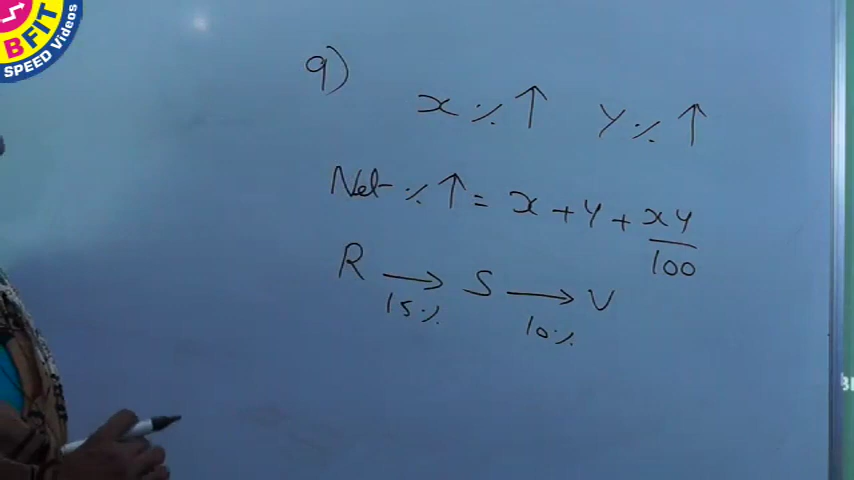 BFIT
SPEED Videos
9)
x % ↑ y % ↑
Net % ↑ = x + y + xy/100
R → S → V
15% 10%